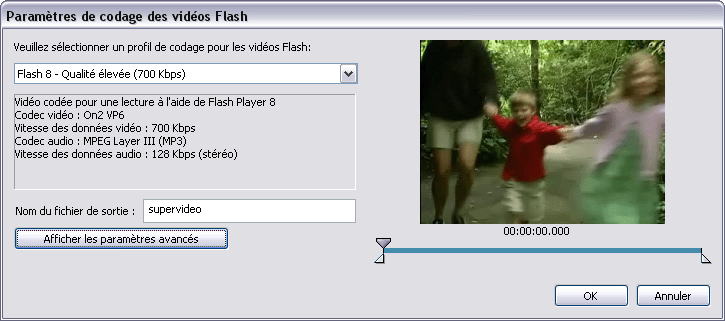 Paramètres de codage des vidéos Flash
Veuillez sélectionner un profil de codage pour les vidéos Flash:
Flash 8 - Qualité élevée (700 Kbps)
Vidéo codée pour une lecture à l'aide de Flash Player 8
Codec vidéo : On2 VP6
Vitesse des données vidéo : 700 Kbps
Codec audio : MPEG Layer III (MP3)
Vitesse des données audio : 128 Kbps (stéréo)
Nom du fichier de sortie : supervideo
Afficher les paramètres avancés
00:00:00.000
OK
Annuler